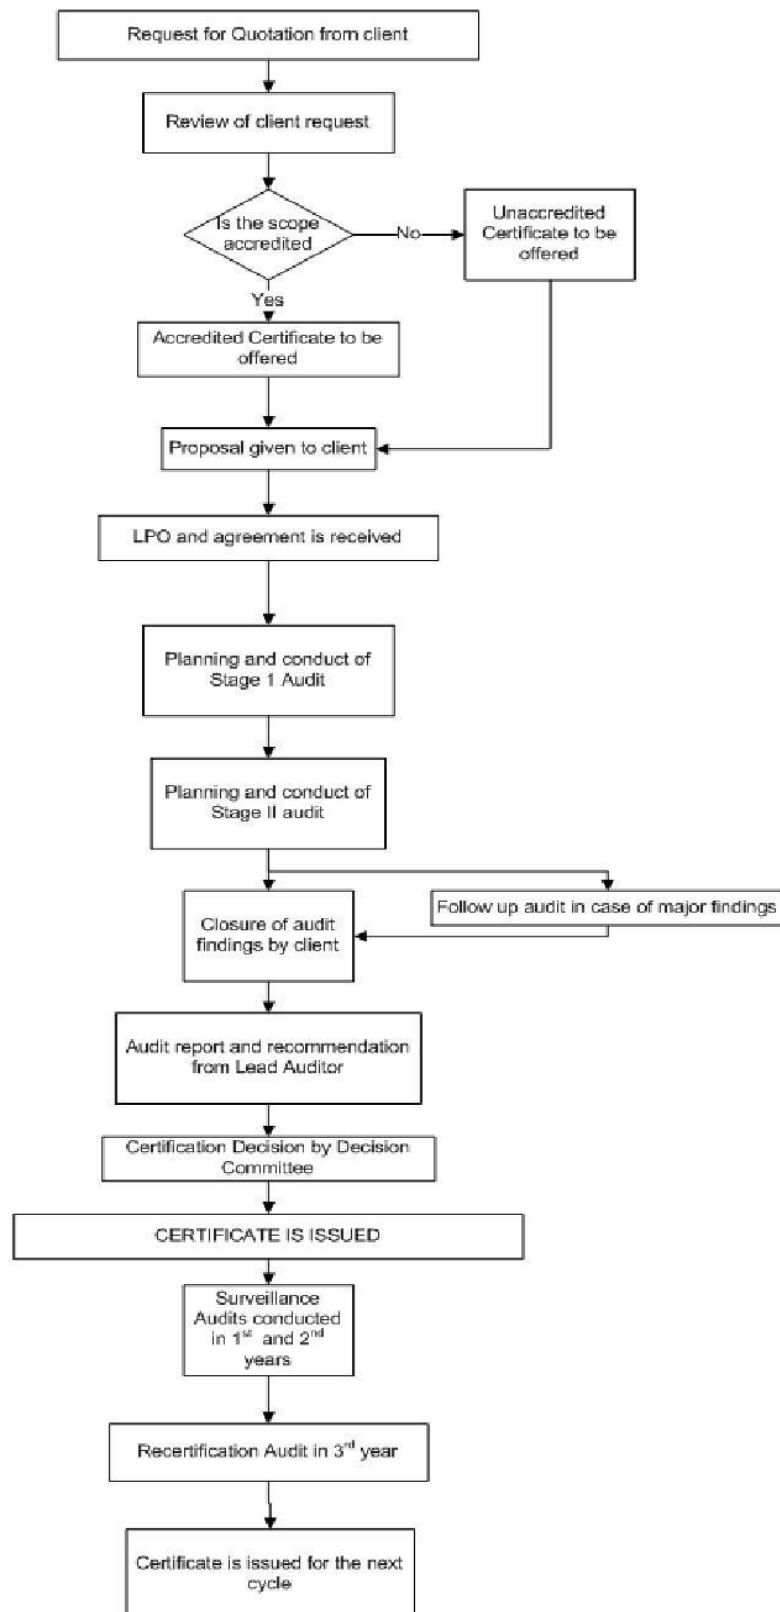 Request for Quotation from client
Review of client request
Is the scope
accredited
No
Unaccredited
Certificate to be
offered
Yes
Accredited Certificate to be
offered
Proposal given to client
LPO and agreement is received
Planning and conduct of
Stage 1 Audit
Planning and conduct of
Stage II audit
Closure of audit
findings by client
Follow up audit in case of major findings
Audit report and recommendation
from Lead Auditor
Certification Decision by Decision
Committee
CERTIFICATE IS ISSUED
Surveillance
Audits conducted
in 1st and 2nd
years
Recertification Audit in 3rd year
Certificate is issued for the next
cycle